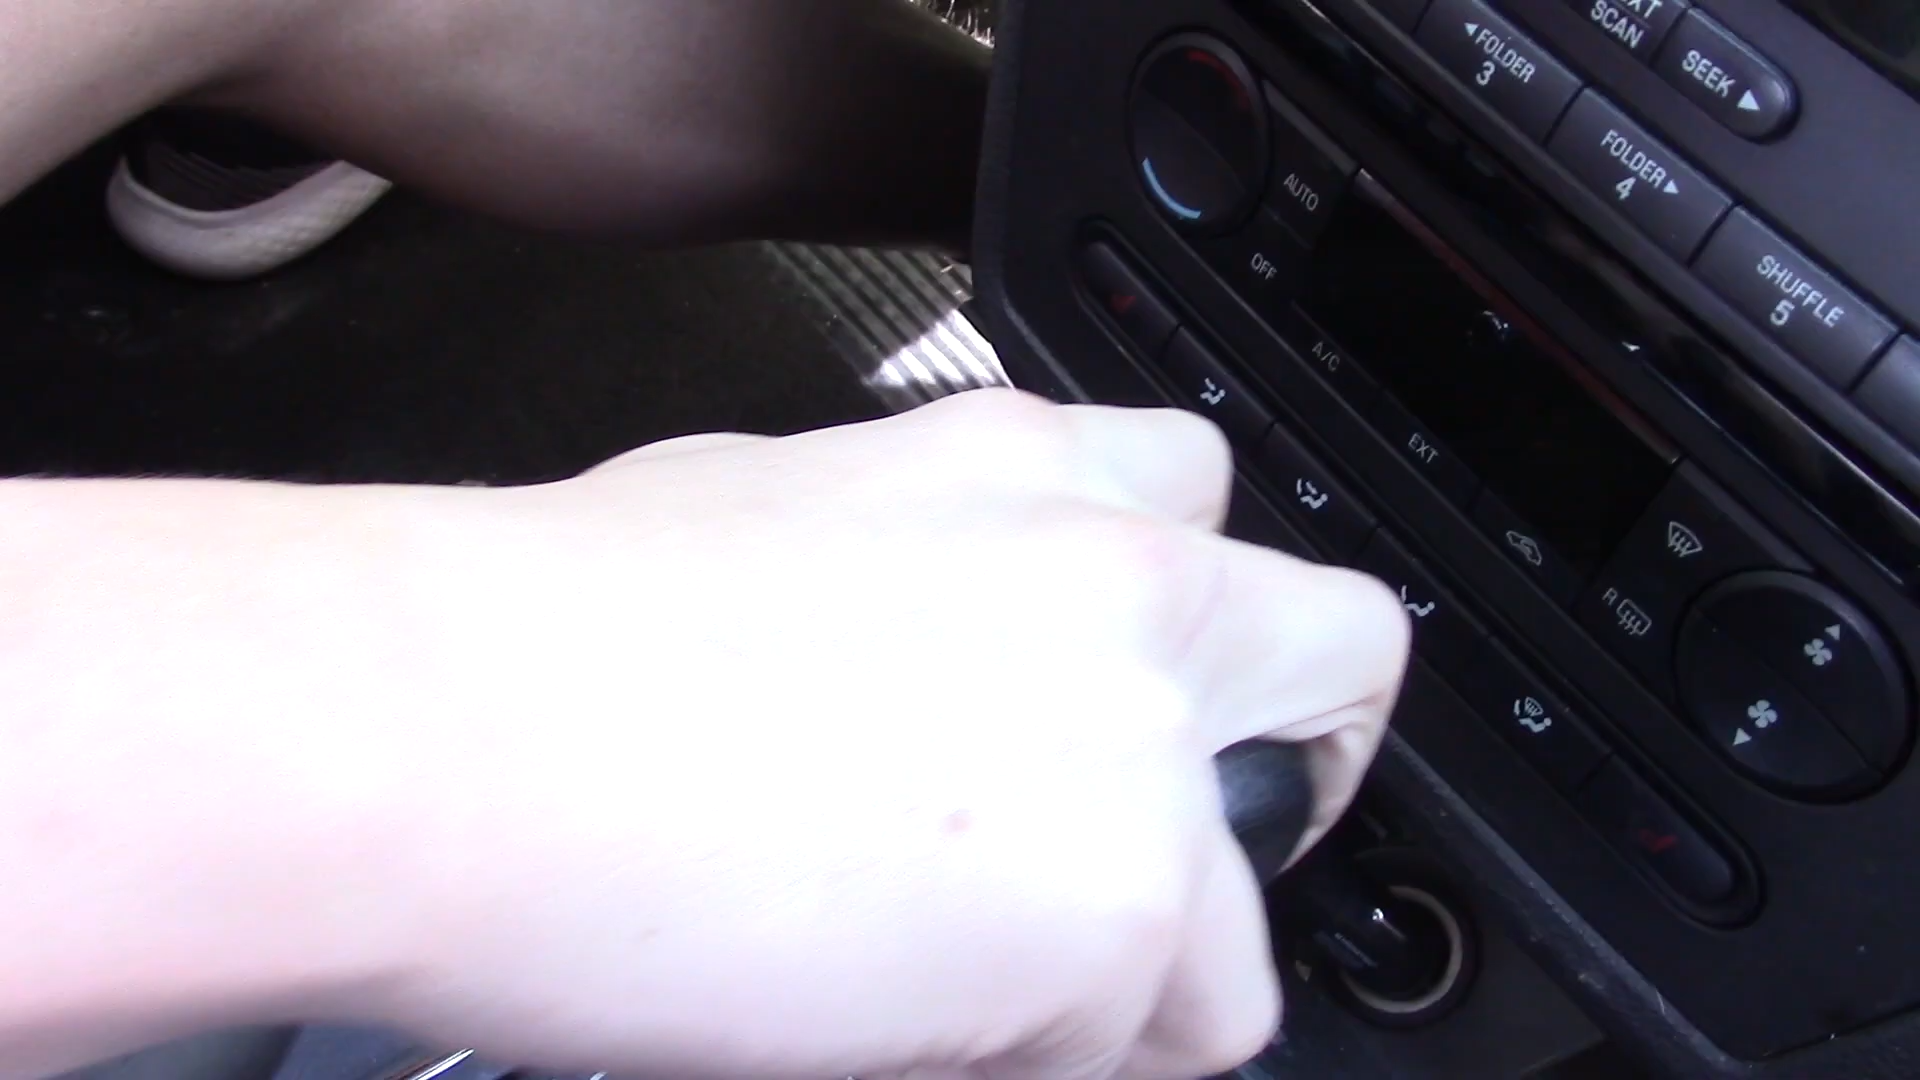 SCAN
SEEK ▶
◀FOLDER
3
FOLDER▶
4
SHUFFLE
5
AUTO
OFF
A/C
EXT
R